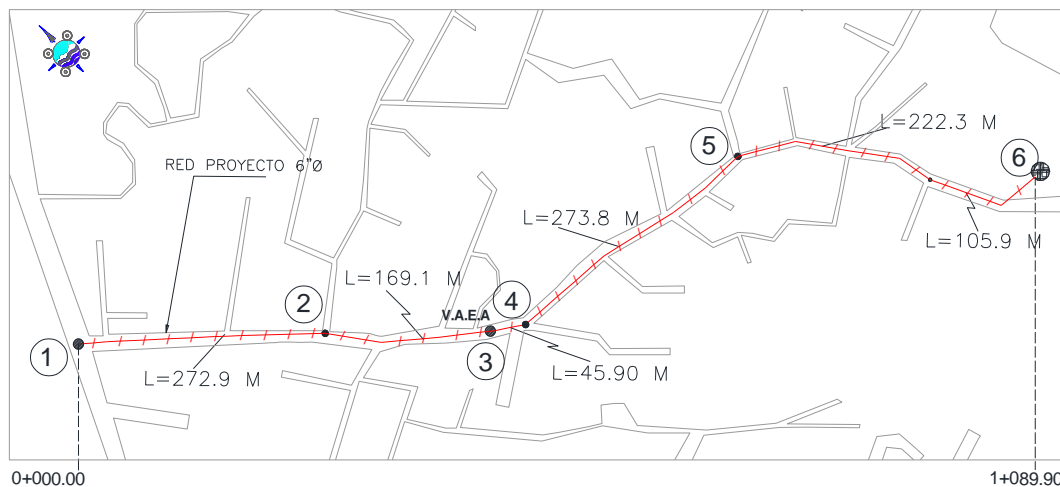 L=222.3 M
5
6
RED PROYECTO 6"Ø
L=273.8 M
L=105.9 M
L=169.1 M
2
V.A.E.A
4
1
3
L=272.9 M
L=45.90 M
0+000.00
1+089.90